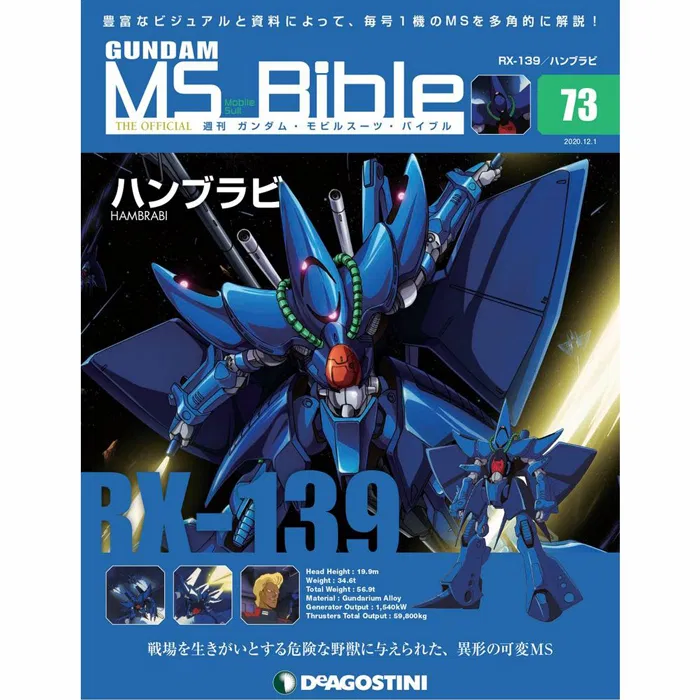 豊富なビジュアルと資料によって、毎号1機のMSを多角的に解説！
GUNDAM
MS Bible
Mobile
Suit
THE OFFICIAL 週刊 ガンダム・モビルスーツ・バイブル
RX-139／ハンブラビ
73
2020.12.1
ハンブラビ
HAMBRABI
RX-139
Head Height : 19.9m
Weight : 34.6t
Total Weight : 56.9t
Material : Gundarium Alloy
Generator Output : 1,540kW
Thrusters Total Output : 59,800kg
戦場を生きがいとする危険な野獣に与えられた、異形の可変MS
DeAGOSTINI